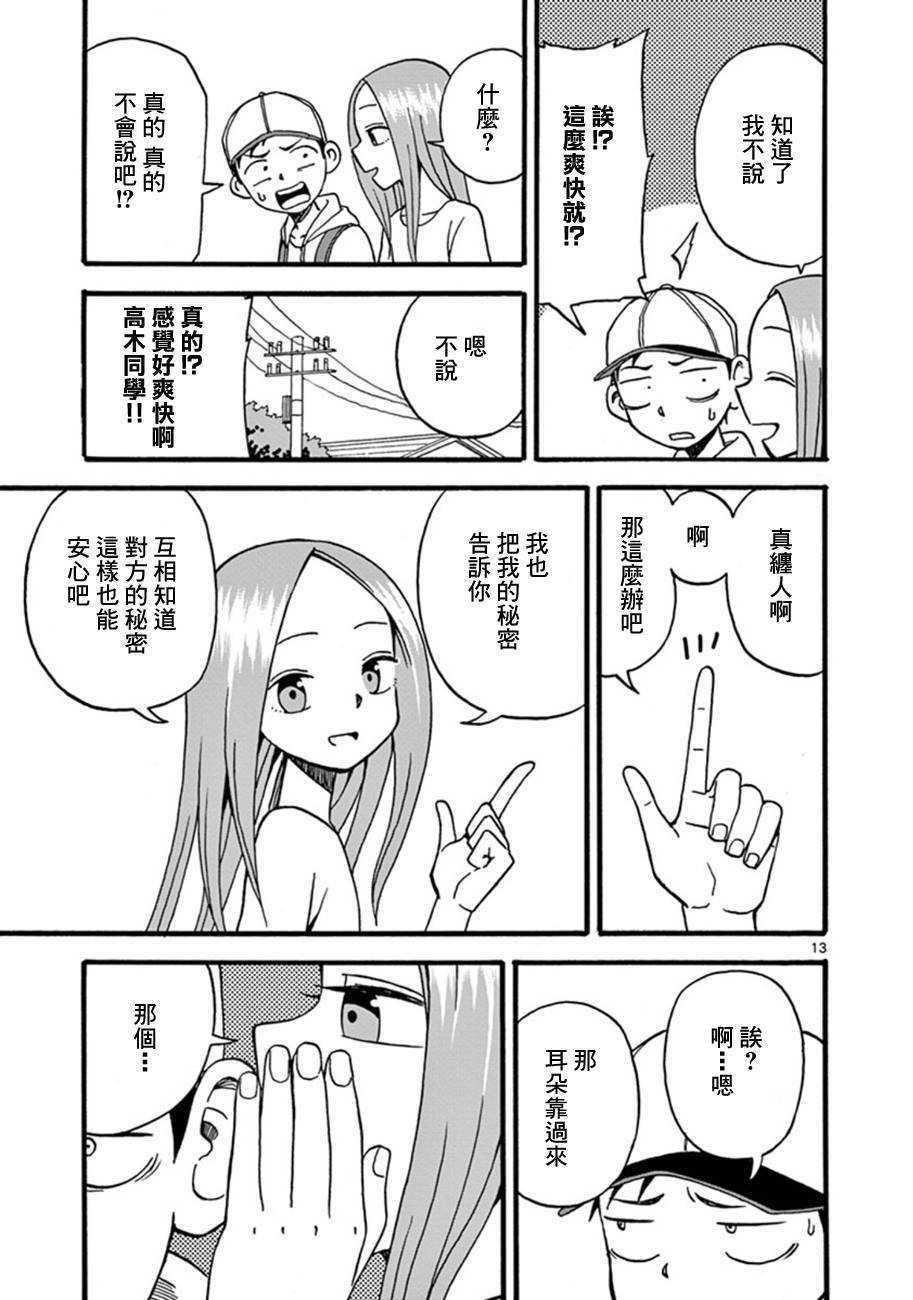 知道了
我不說
誒!?
這麼爽快就!?
什麼?
真的 真的
不會說吧!?
嗯
不說
真的!?
感覺好爽快啊
高木同學!!
真纏人啊
啊
那這麼辦吧
我也
把我的秘密
告訴你
互相知道
對方的秘密
這樣也能
安心吧
13
誒?
啊…嗯
那
耳朵靠過來
那個…